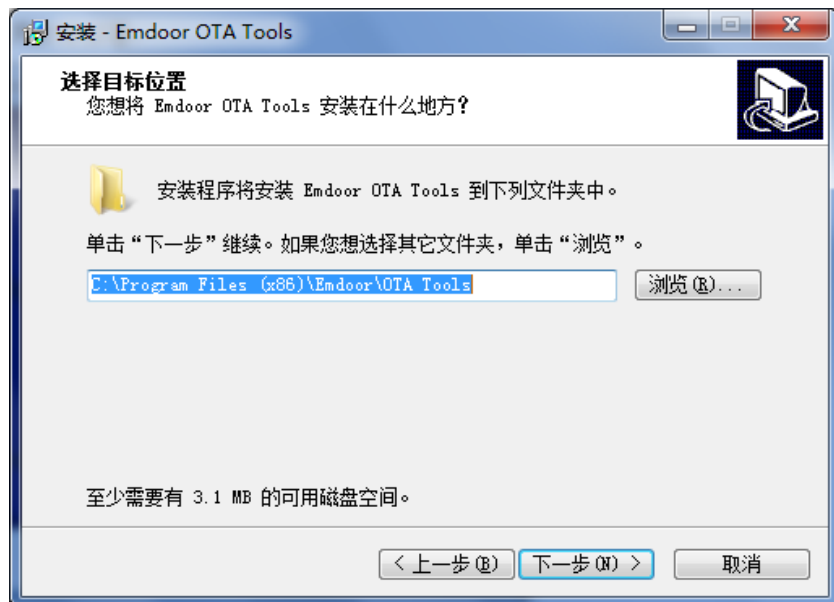 安装 - Emdoor OTA Tools
选择目标位置
您想将 Emdoor OTA Tools 安装在什么地方?
安装程序将安装 Emdoor OTA Tools 到下列文件夹中。
单击“下一步”继续。如果您想选择其它文件夹，单击“浏览”。
C:\Program Files (x86)\Emdoor\OTA Tools
浏览(R)...
至少需要有 3.1 MB 的可用磁盘空间。
< 上一步(B)
下一步(N) >
取消